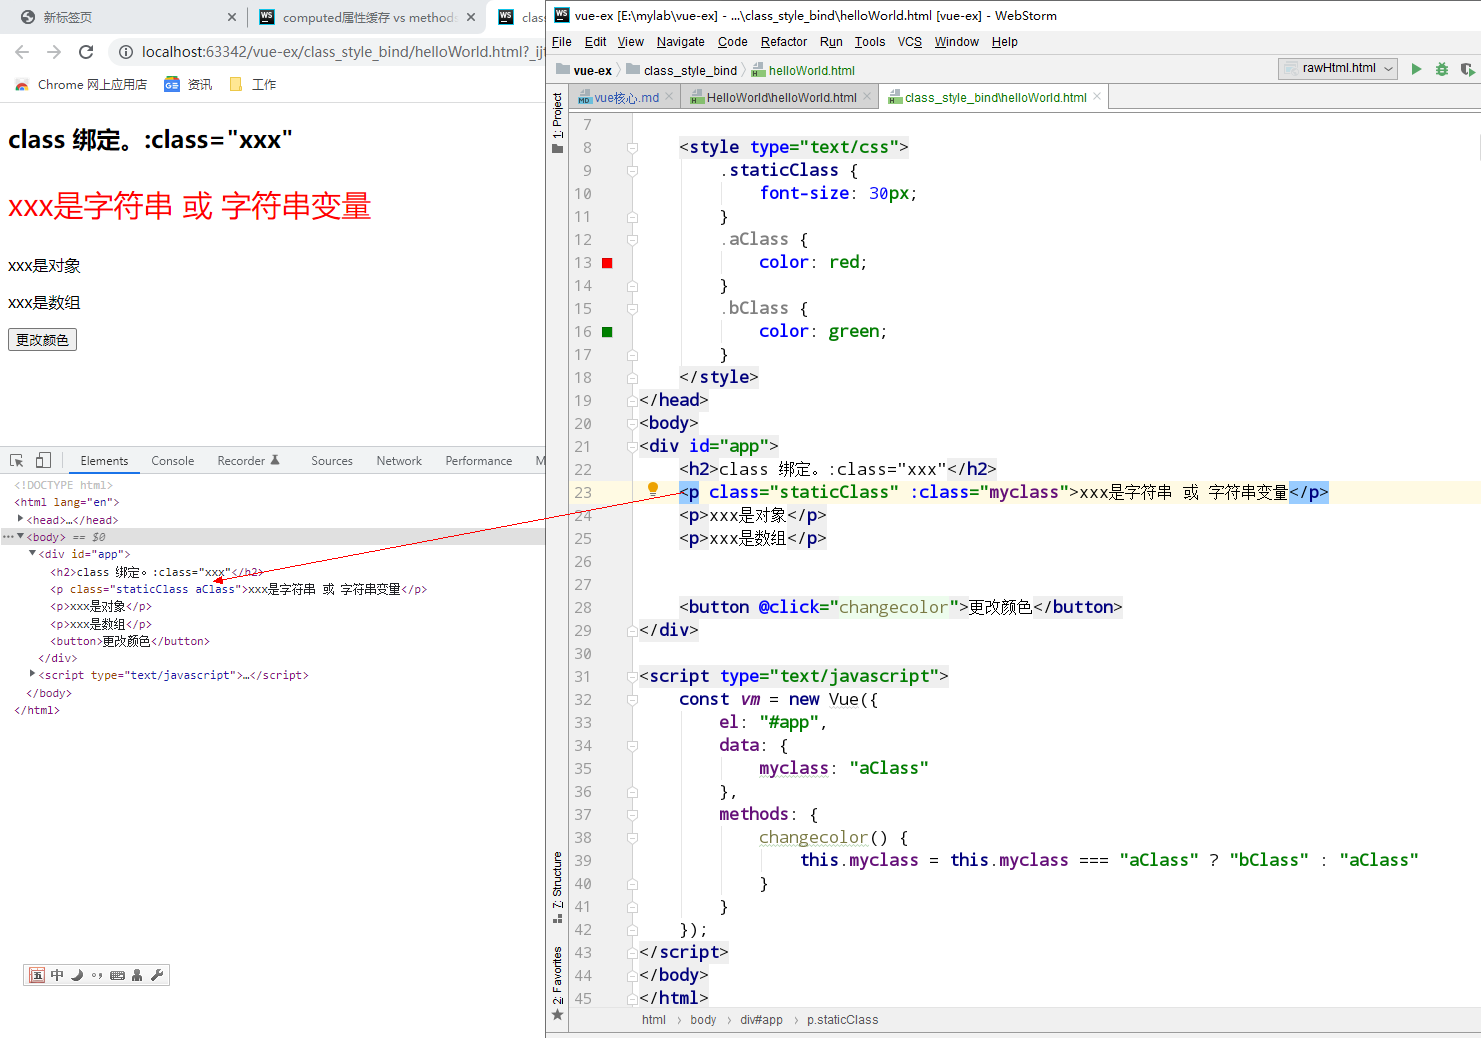 新标签页
computed属性缓存 vs method
clas
localhost:63342/vue-ex/class_style_bind/helloWorld.html?_ij
Chrome 网上应用店 资讯 工作
class 绑定。:class="xxx"
xxx是字符串 或 字符串变量
xxx是对象
xxx是数组
更改颜色
Elements Console Recorder Sources Network Performance M
<!DOCTYPE html>
<html lang="en">
<head>…</head>
<body> == $0
<div id="app">
<h2>class 绑定。:class="xxx"</h2>
<p class="staticClass aClass">xxx是字符串 或 字符串变量</p>
<p>xxx是对象</p>
<p>xxx是数组</p>
<button>更改颜色</button>
</div>
<script type="text/javascript">…</script>
</body>
</html>
五 中
vue-ex [E:\mylab\vue-ex] - ...\class_style_bind\helloWorld.html [vue-ex] - WebStorm
File Edit View Navigate Code Refactor Run Tools VCS Window Help
vue-ex class_style_bind helloWorld.html rawHtml.html
vue核心.md HelloWorld\helloWorld.html class_style_bind\helloWorld.html
1: Project
7: Structure
2: Favorites
7
8 <style type="text/css">
9 .staticClass {
10 font-size: 30px;
11 }
12 .aClass {
13 color: red;
14 }
15 .bClass {
16 color: green;
17 }
18 </style>
19 </head>
20 <body>
21 <div id="app">
22 <h2>class 绑定。:class="xxx"</h2>
23 <p class="staticClass" :class="myclass">xxx是字符串 或 字符串变量</p>
24 <p>xxx是对象</p>
25 <p>xxx是数组</p>
26
27
28 <button @click="changecolor">更改颜色</button>
29 </div>
30
31 <script type="text/javascript">
32 const vm = new Vue({
33 el: "#app",
34 data: {
35 myclass: "aClass"
36 },
37 methods: {
38 changecolor() {
39 this.myclass = this.myclass === "aClass" ? "bClass" : "aClass"
40 }
41 }
42 });
43 </script>
44 </body>
45 </html>
html › body › div#app › p.staticClass